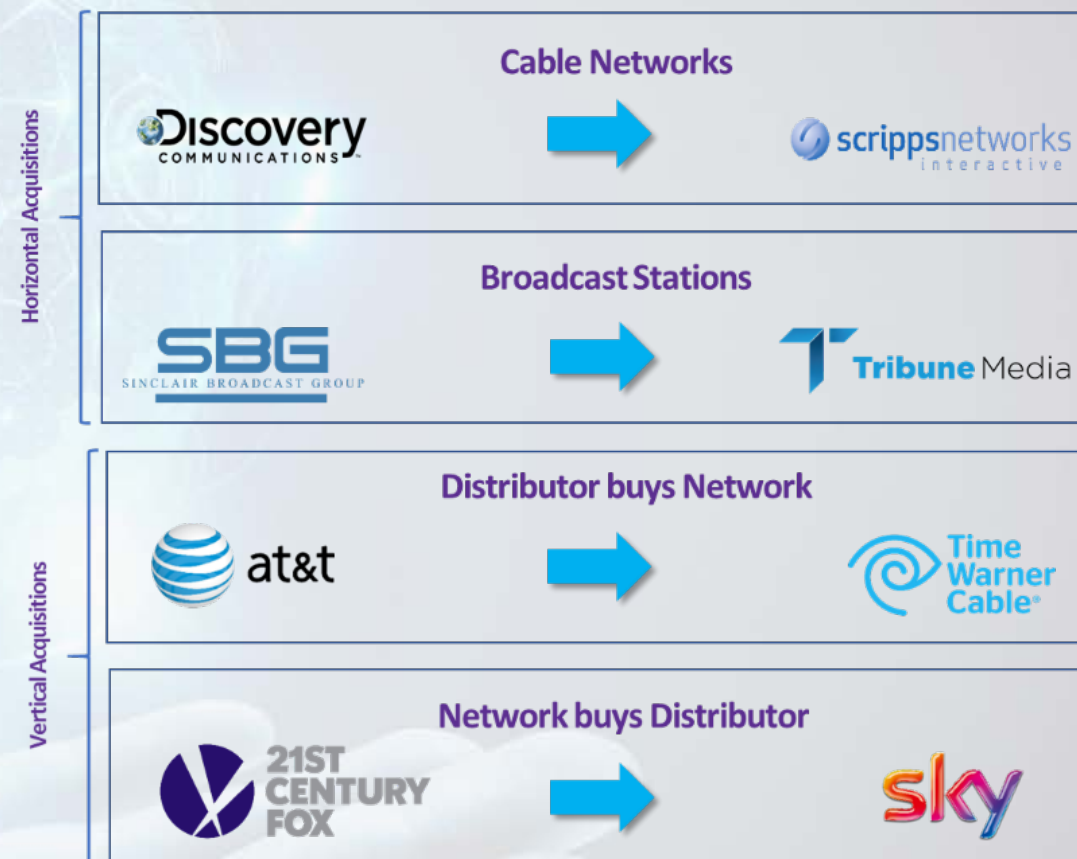 Horizontal Acquisitions
Cable Networks
Discovery
COMMUNICATIONS™
scrippsnetworks
interactive
Broadcast Stations
SBG
SINCLAIR BROADCAST GROUP
Tribune Media
Vertical Acquisitions
Distributor buys Network
at&t
Time
Warner
Cable®
Network buys Distributor
21ST
CENTURY
FOX
sky